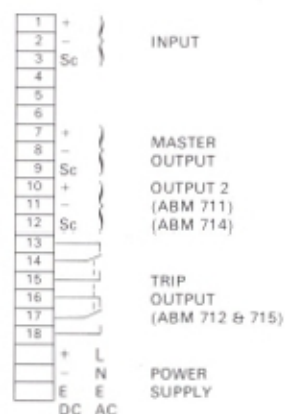 1 + INPUT
2 −
3 Sc
4
5
6
7 + MASTER
8 − OUTPUT
9 Sc
10 + OUTPUT 2
11 − (ABM 711)
12 Sc (ABM 714)
13
14
15 TRIP
16 OUTPUT
17 (ABM 712 & 715)
18
+ L
− N POWER
E E SUPPLY
DC AC